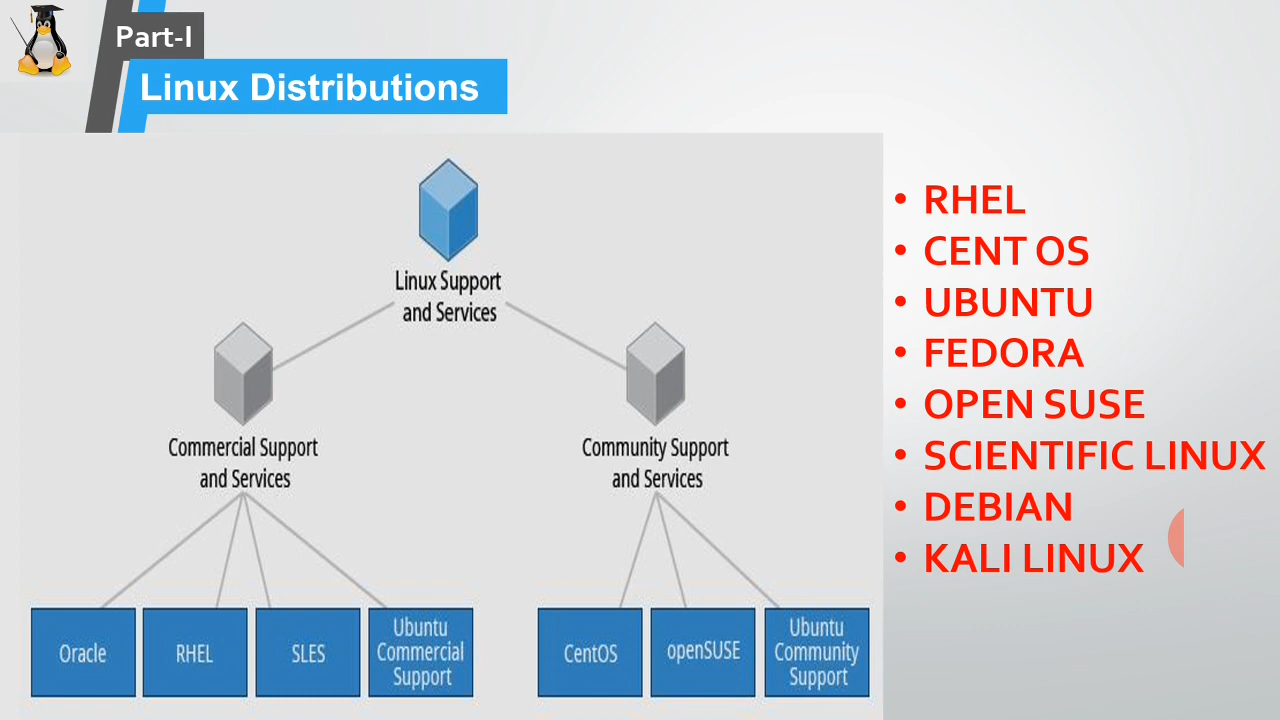 Part-I
Linux Distributions
Linux Support
and Services
Commercial Support
and Services
Community Support
and Services
Oracle
RHEL
SLES
Ubuntu
Commercial
Support
CentOS
openSUSE
Ubuntu
Community
Support
• RHEL
• CENT OS
• UBUNTU
• FEDORA
• OPEN SUSE
• SCIENTIFIC LINUX
• DEBIAN
• KALI LINUX